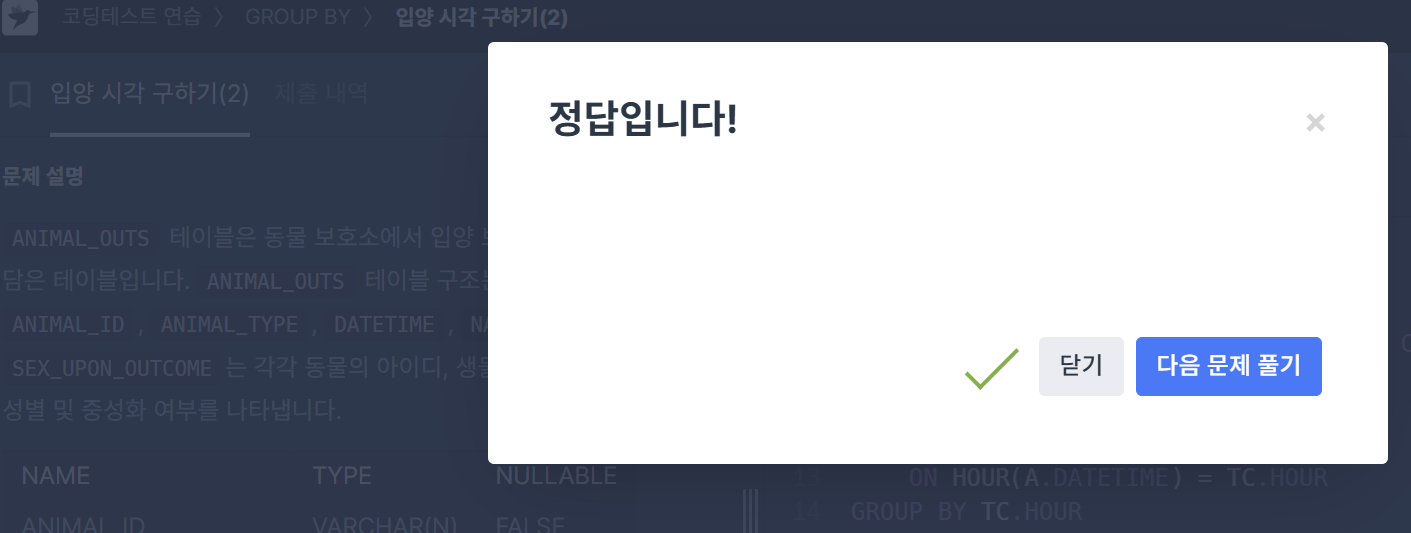 코딩테스트 연습 〉 GROUP BY 〉 입양 시각 구하기(2)
입양 시각 구하기(2) 제출 내역
문제 설명
ANIMAL_OUTS 테이블은 동물 보호소에서 입양
담은 테이블입니다. ANIMAL_OUTS 테이블 구조
ANIMAL_ID , ANIMAL_TYPE , DATETIME ,
SEX_UPON_OUTCOME 는 각각 동물의 아이디,
성별 및 중성화 여부를 나타냅니다.
NAME TYPE NULLABLE
ANIMAL_ID VARCHAR(N) FALSE
정답입니다!
×
닫기 다음 문제 풀기
13 ON HOUR(A.DATETIME) = TC.HOUR
14 GROUP BY TC.HOUR